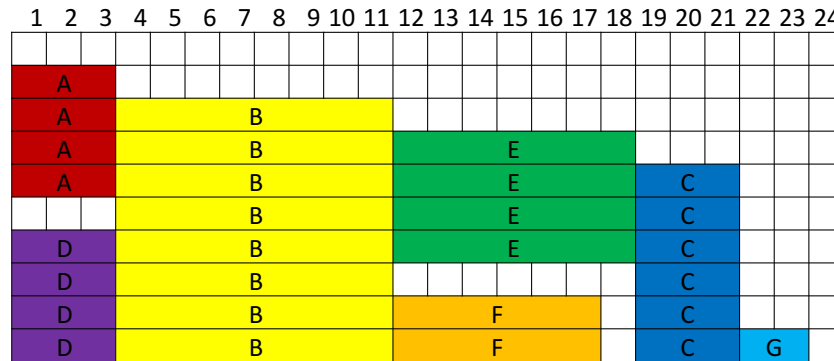 1 2 3 4 5 6 7 8 9 10 11 12 13 14 15 16 17 18 19 20 21 22 23 24
A
A B
A B E
A B E C
B E C
D B E C
D B C
D B F C
D B F C G